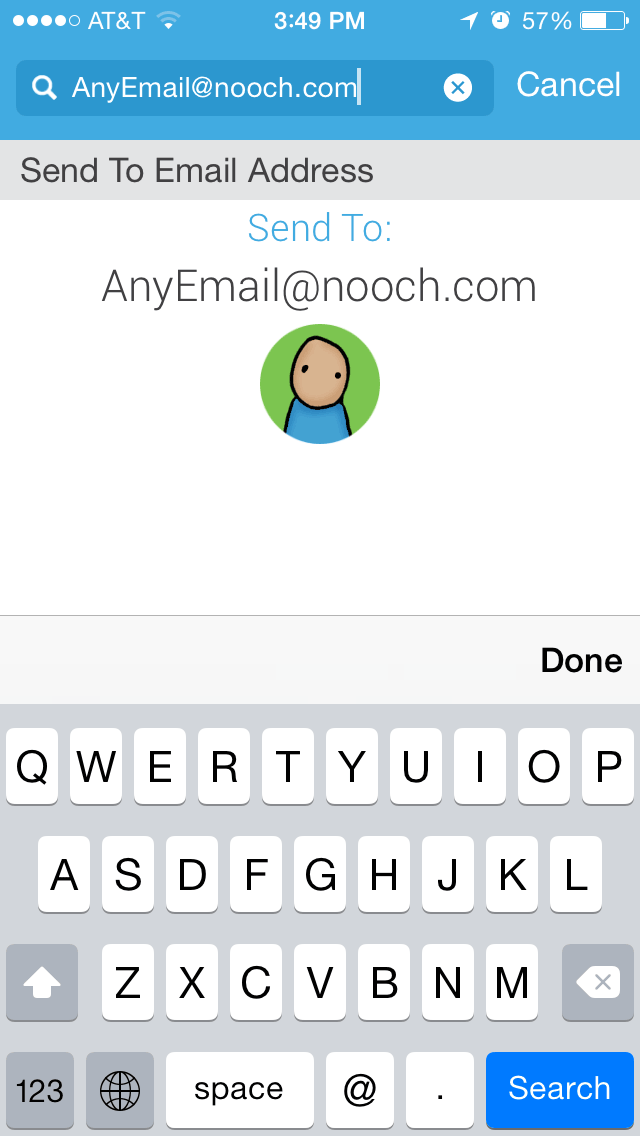 AT&T 3:49 PM 57%
AnyEmail@nooch.com Cancel
Send To Email Address
Send To:
AnyEmail@nooch.com
Done
Q W E R T Y U I O P
A S D F G H J K L
Z X C V B N M
123 space @ . Search